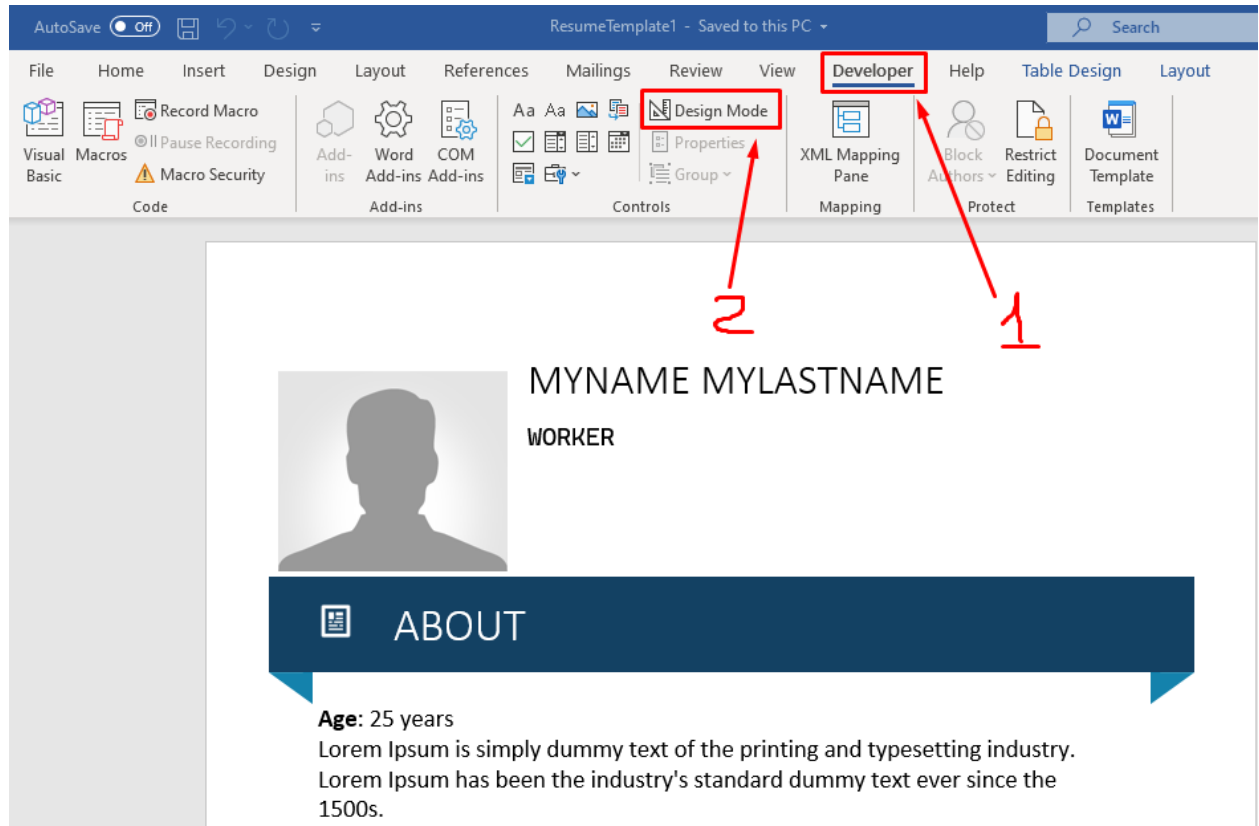 AutoSave Off ResumeTemplate1 - Saved to this PC Search
File Home Insert Design Layout References Mailings Review View Developer Help Table Design Layout
Record Macro Aa Aa Design Mode
Pause Recording Properties
Visual Macros Add- Word COM XML Mapping Block Restrict Document
Basic Macro Security ins Add-ins Add-ins Group Pane Authors Editing Template
Code Add-ins Controls Mapping Protect Templates
2 1
MYNAME MYLASTNAME
WORKER
ABOUT
Age: 25 years
Lorem Ipsum is simply dummy text of the printing and typesetting industry.
Lorem Ipsum has been the industry's standard dummy text ever since the
1500s.